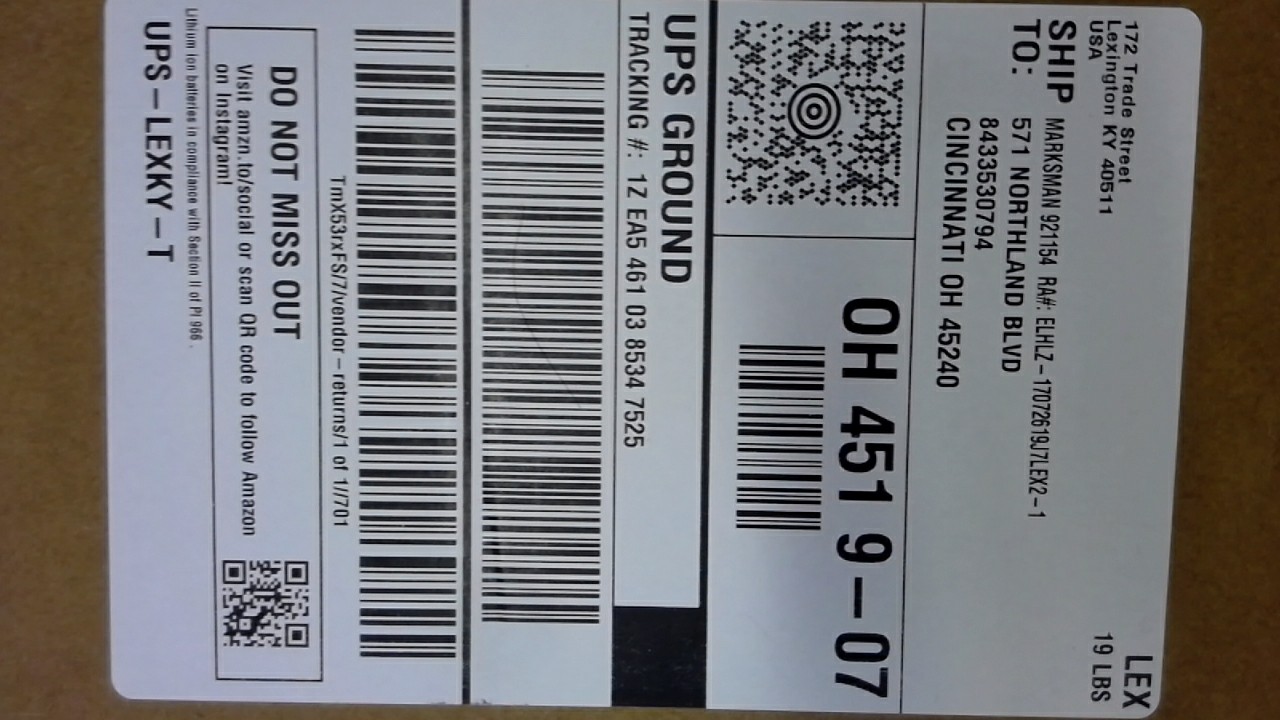 172 Trade Street
Lexington KY 40511
USA
LEX
19 LBS
SHIP
TO:
MARKSMAN 921154 RA#: ELHLZ-17072619J7LEX2-1
571 NORTHLAND BLVD
8433530794
CINCINNATI OH 45240
OH 451 9-07
UPS GROUND
TRACKING #: 1Z EA5 461 03 8534 7525
TmX53rxFS/7/vendor-returns/1 of 1//701
DO NOT MISS OUT
Visit amzn.to/social or scan QR code to follow Amazon
on Instagram!
Lithium ion batteries in compliance with Section II of PI 966 .
UPS-LEXKY-T